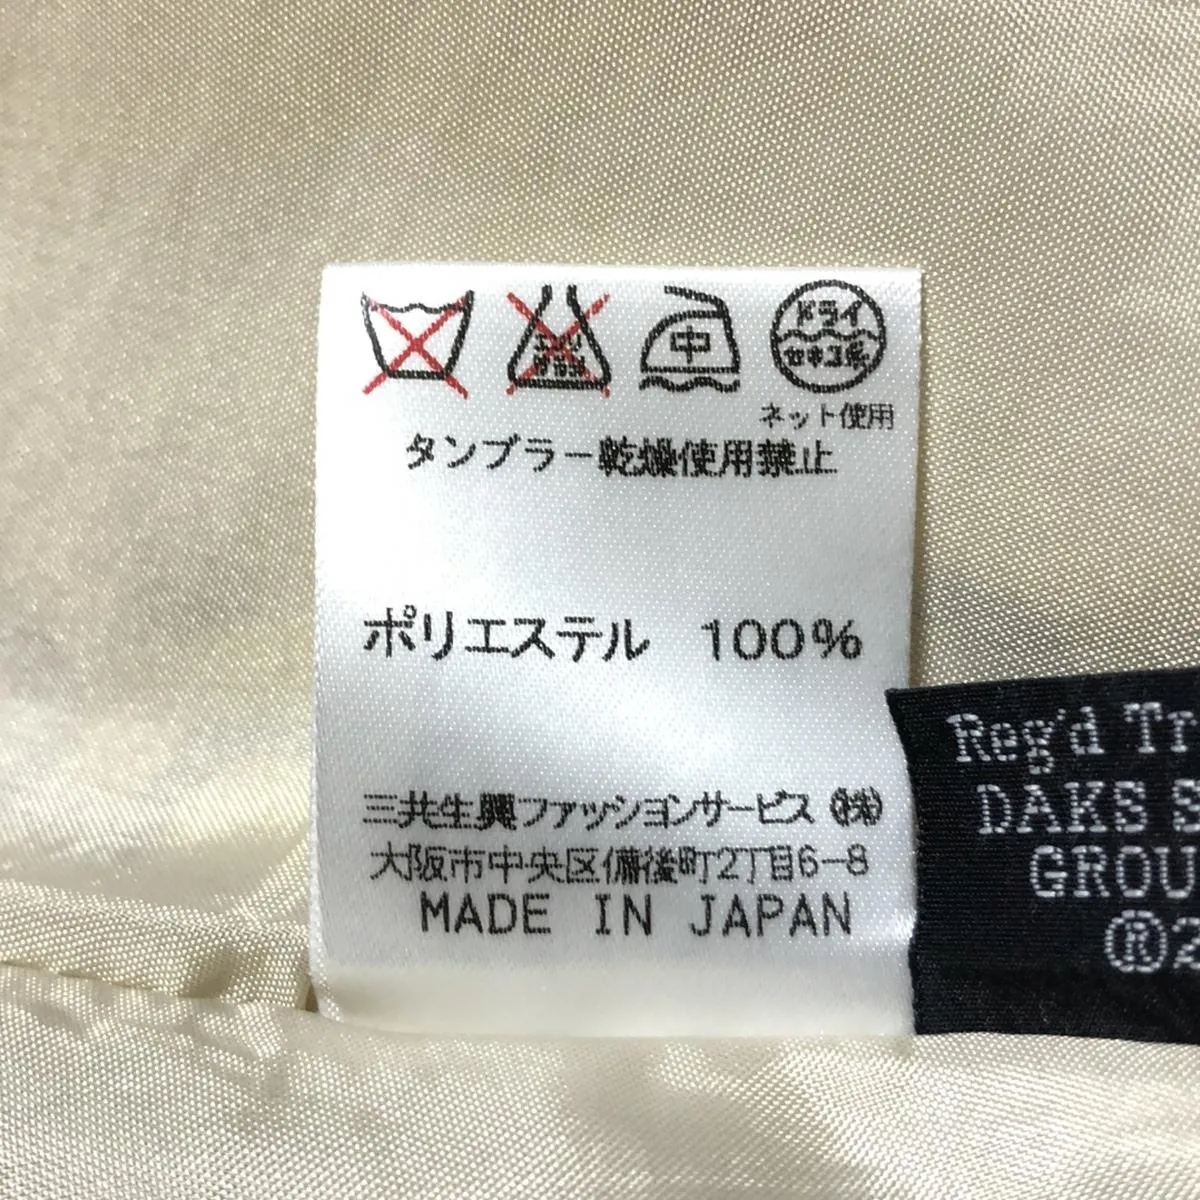 中
ドライ
セキユ系
ネット使用
タンブラー乾燥使用禁止
ポリエステル 100%
三共生興ファッションサービス ㈱
大阪市中央区備後町2丁目6-8
MADE IN JAPAN
Reg'd Tr
DAKS S
GROU
®2